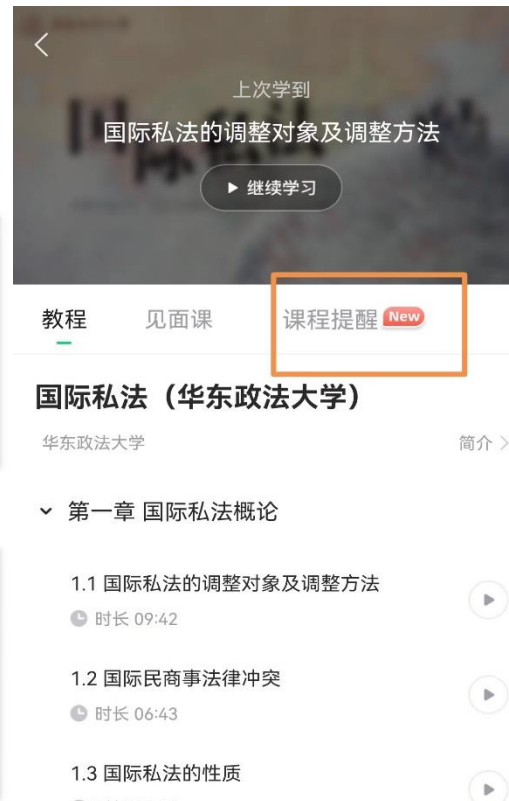 上次学到
国际私法的调整对象及调整方法
继续学习
教程 见面课 课程提醒 New
国际私法（华东政法大学）
华东政法大学 简介
第一章 国际私法概论
1.1 国际私法的调整对象及调整方法
时长 09:42
1.2 国际民商事法律冲突
时长 06:43
1.3 国际私法的性质